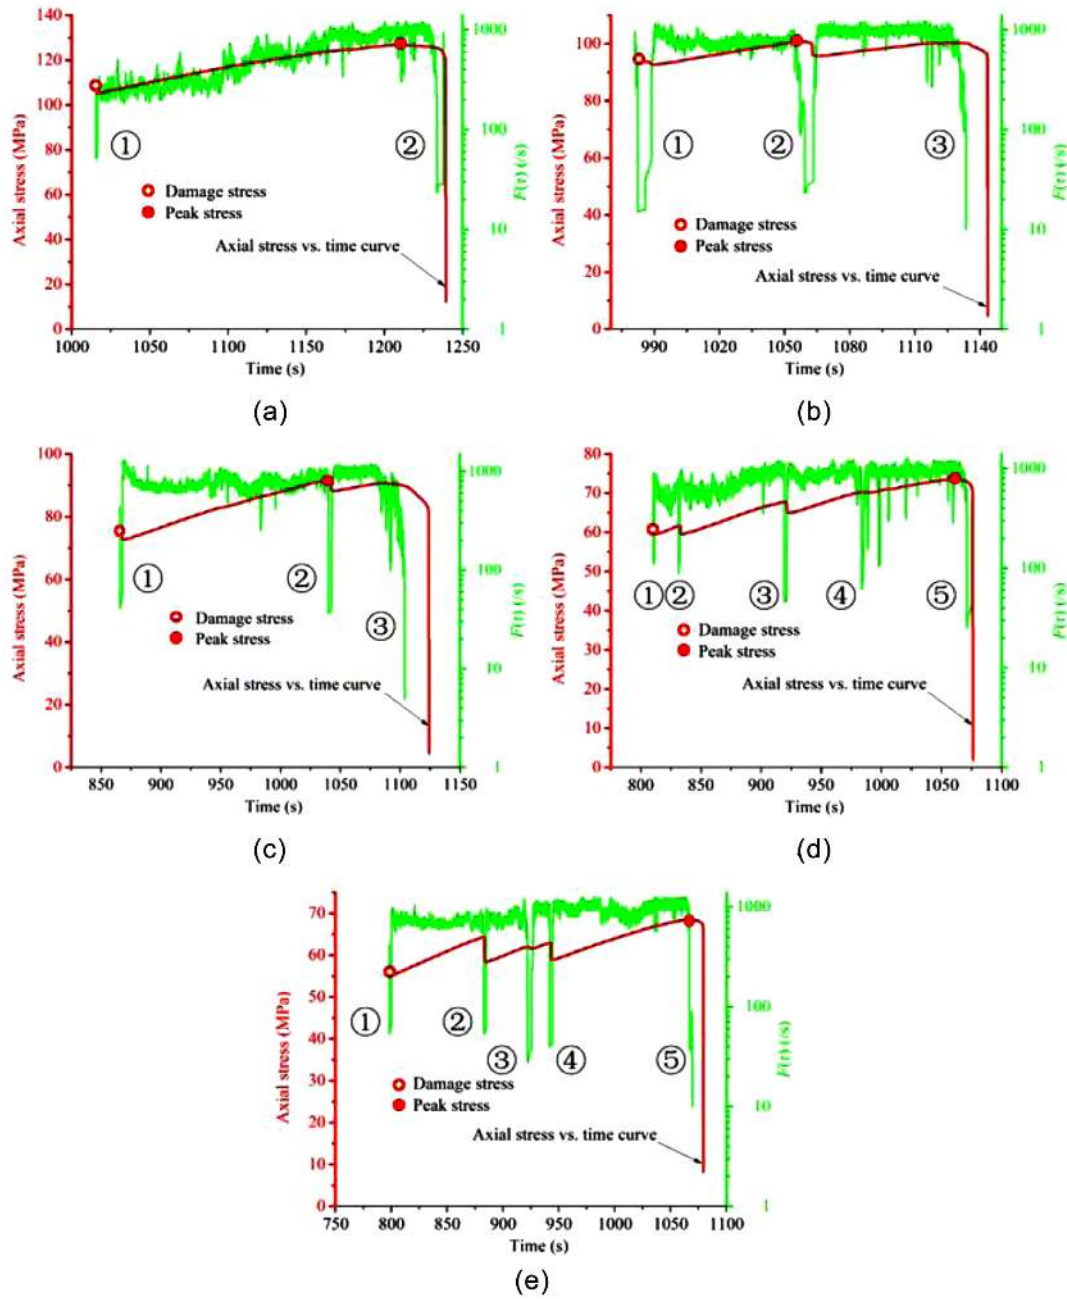 140
120
100
80
60
40
20
0
Axial stress (MPa)
1000
100
10
1
F(τ) (/s)
① ②
Damage stress
Peak stress
Axial stress vs. time curve
1000 1050 1100 1150 1200 1250
Time (s)
(a)
100
80
60
40
20
0
Axial stress (MPa)
1000
100
10
1
F(τ) (/s)
① ② ③
Damage stress
Peak stress
Axial stress vs. time curve
990 1020 1050 1080 1110 1140
Time (s)
(b)
100
80
60
40
20
0
Axial stress (MPa)
1000
100
10
1
F(τ) (/s)
① ② ③
Damage stress
Peak stress
Axial stress vs. time curve
850 900 950 1000 1050 1100 1150
Time (s)
(c)
80
70
60
50
40
30
20
10
0
Axial stress (MPa)
1000
100
10
1
F(τ) (/s)
① ② ③ ④ ⑤
Damage stress
Peak stress
Axial stress vs. time curve
800 850 900 950 1000 1050 1100
Time (s)
(d)
70
60
50
40
30
20
10
0
Axial stress (MPa)
1000
100
10
1
F(τ) (/s)
① ② ③ ④ ⑤
Damage stress
Peak stress
Axial stress vs. time curve
750 800 850 900 950 1000 1050 1100
Time (s)
(e)